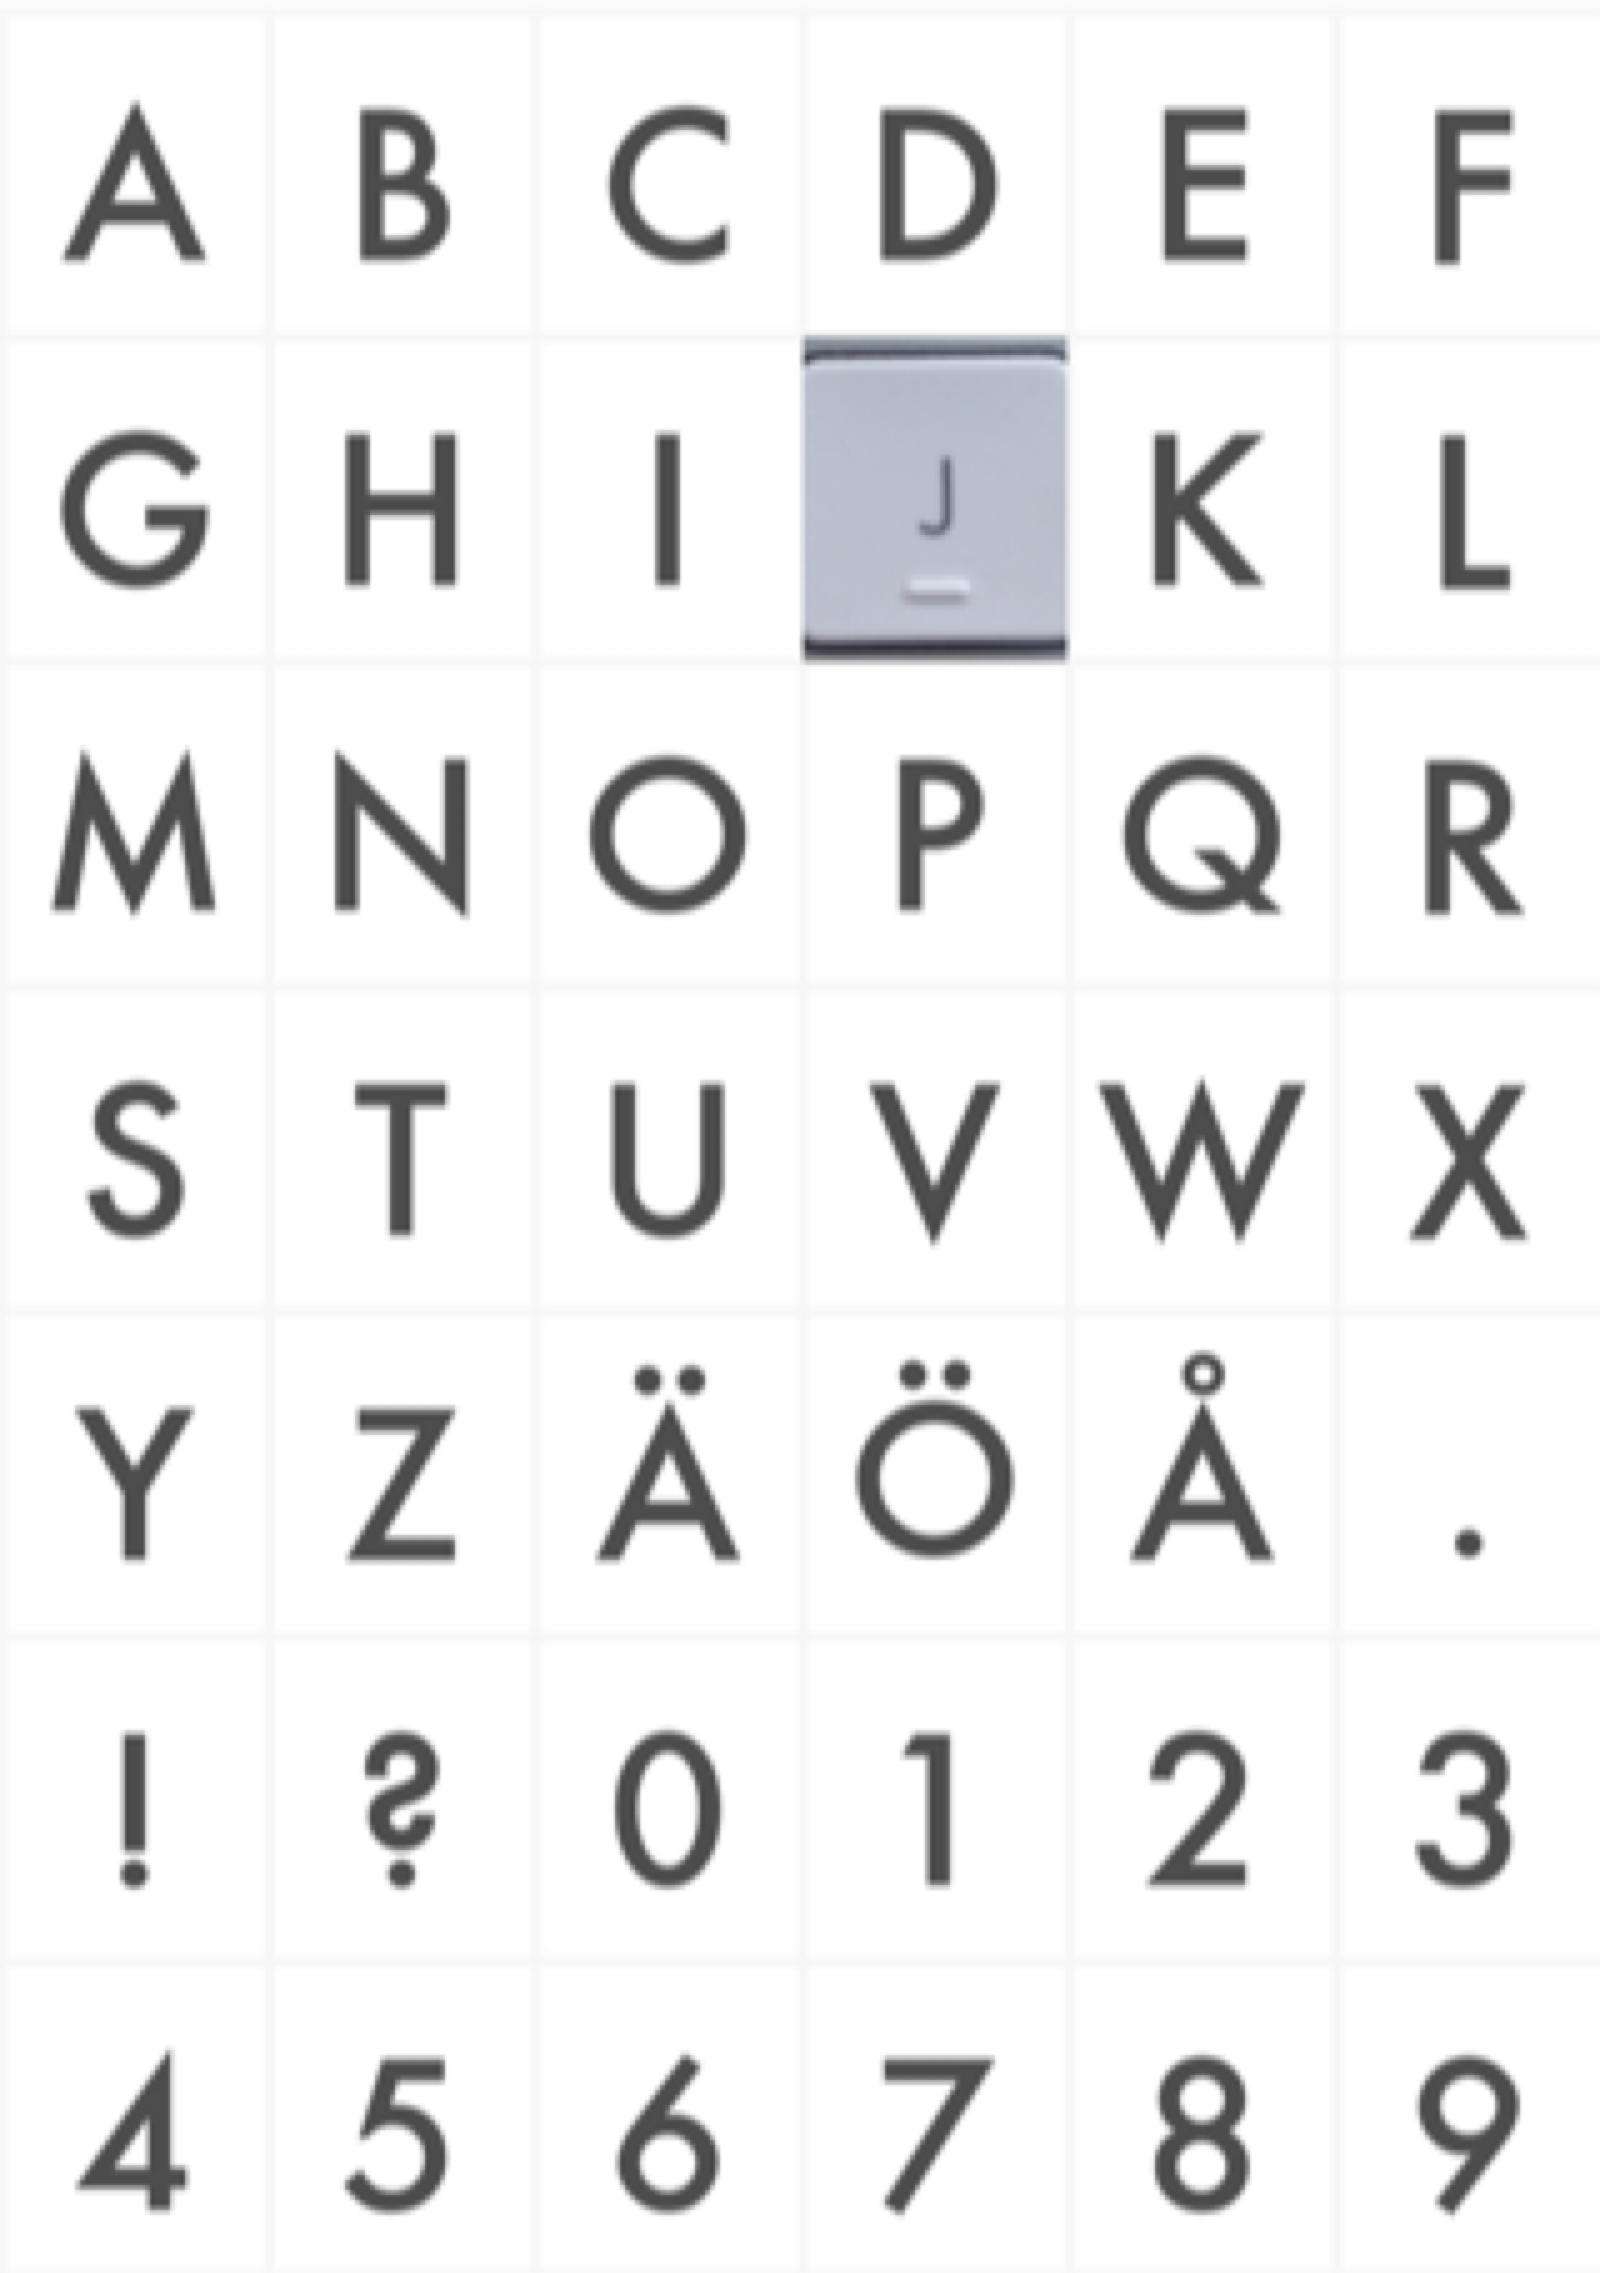 A B C D E F
G H I J K L
M N O P Q R
S T U V W X
Y Z Ä Ö Å .
! ? 0 1 2 3
4 5 6 7 8 9